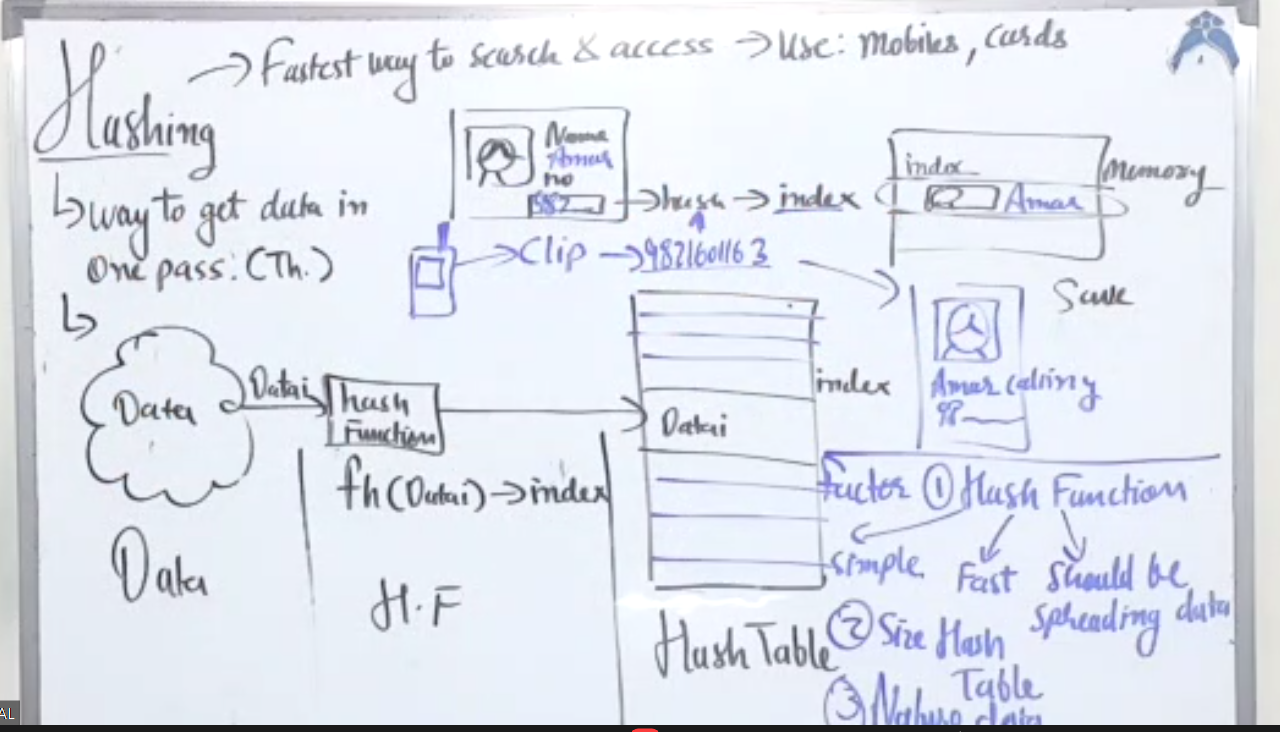 Hashing
→ Fastest way to search & access → Use: Mobiles, Cards
↳ way to get data in
One pass: (Th.)
Name
Amar
no
982
→ hash → index
index
Amar
Memory
→ Clip → 9821601163
Save
Amar calling
98
Data
Datai
hash
Function
Datai
index
fh(Datai) → index
Data
H.F
Hash Table
Factor ① Hash Function
Simple
Fast
should be
spreading data
② Size Hash
Table
③ Nature data
AL